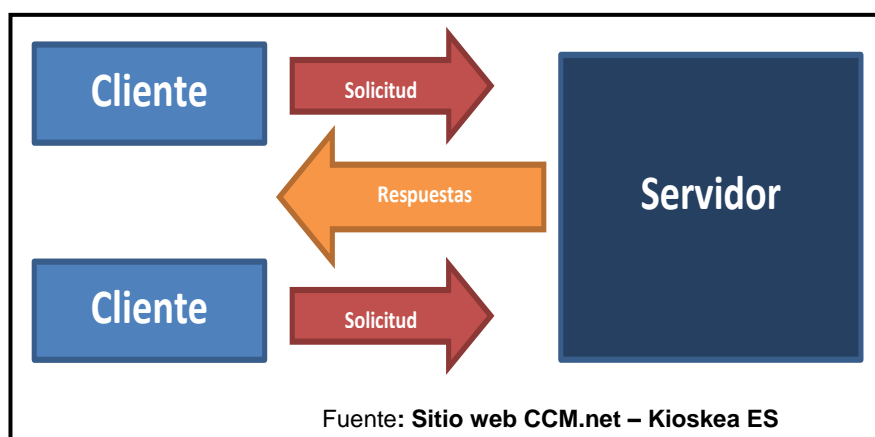 Cliente
Solicitud
Respuestas
Servidor
Cliente
Solicitud
Fuente: Sitio web CCM.net – Kioskea ES